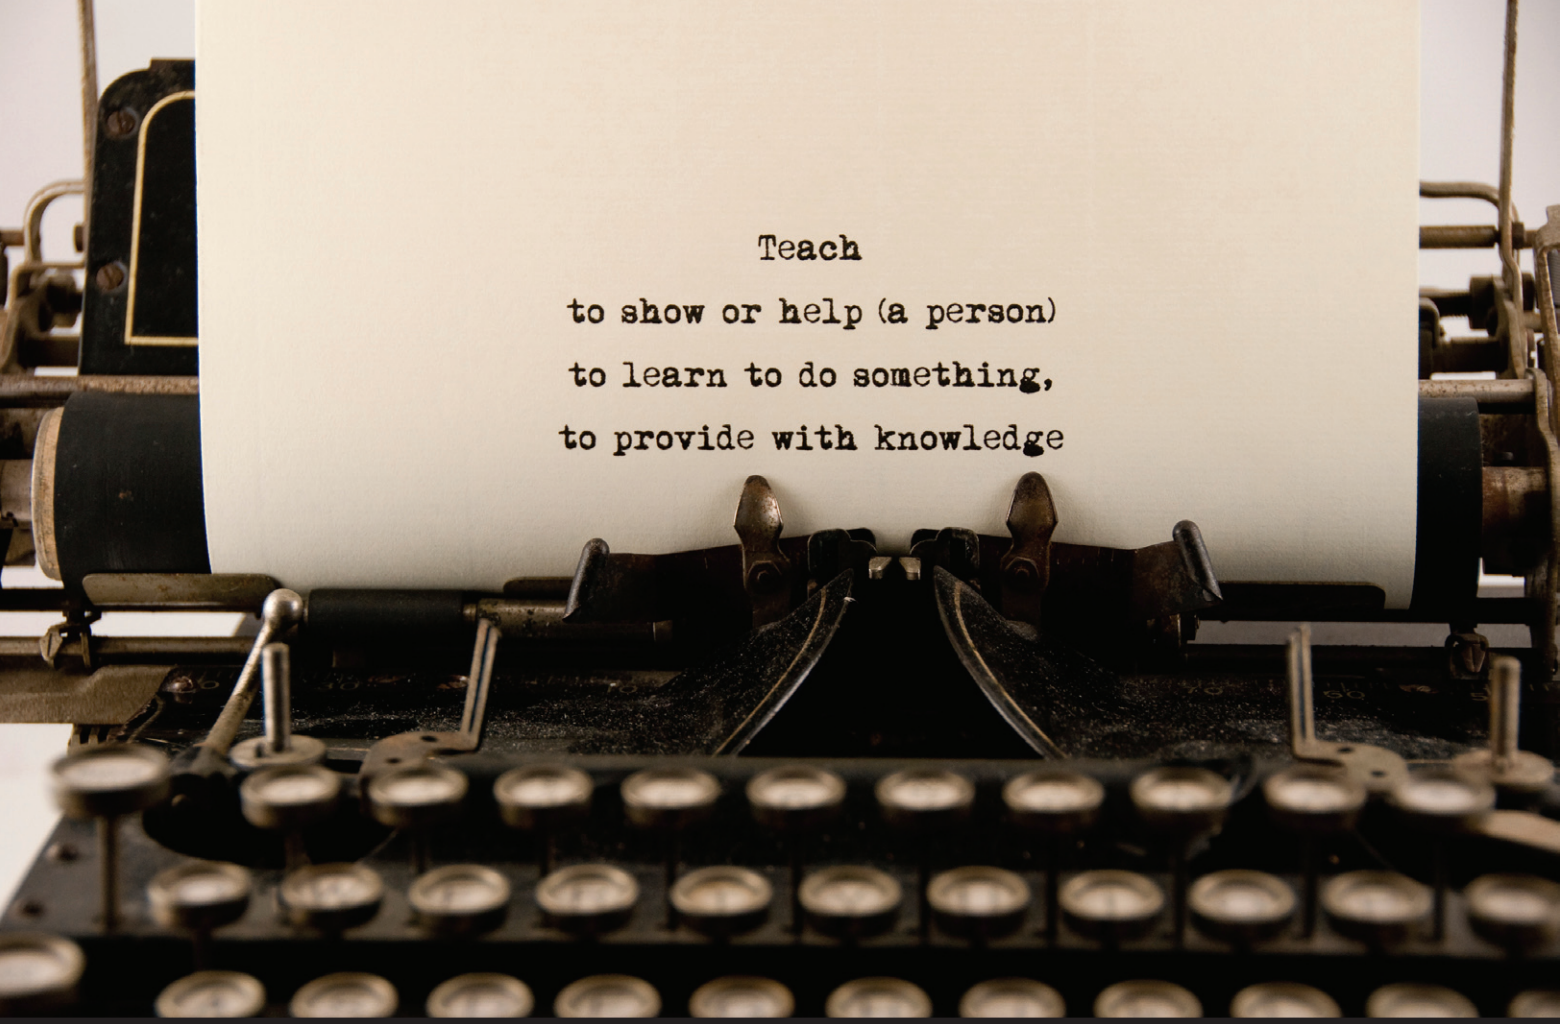 Teach
to show or help (a person)
to learn to do something,
to provide with knowledge